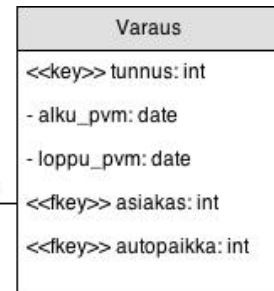 Varaus
<<key>> tunnus: int
- alku_pvm: date
- loppu_pvm: date
<<fkey>> asiakas: int
<<fkey>> autopaikka: int